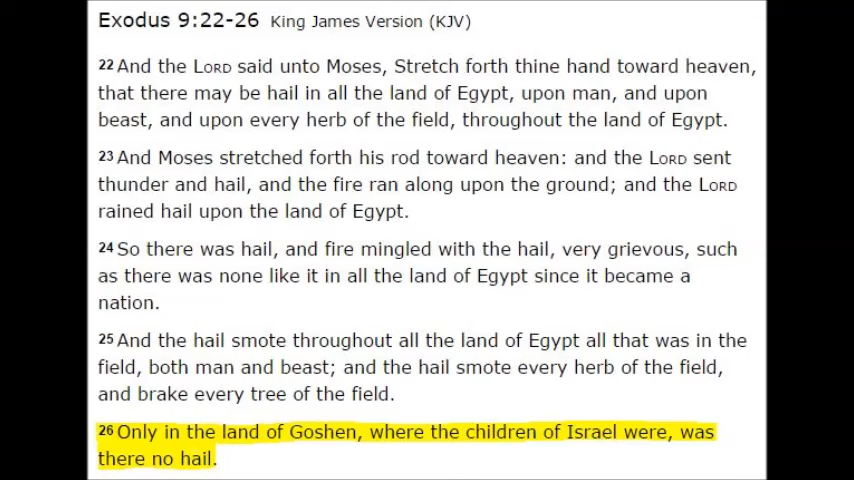 Exodus 9:22-26 King James Version (KJV)
22 And the LORD said unto Moses, Stretch forth thine hand toward heaven,
that there may be hail in all the land of Egypt, upon man, and upon
beast, and upon every herb of the field, throughout the land of Egypt.
23 And Moses stretched forth his rod toward heaven: and the LORD sent
thunder and hail, and the fire ran along upon the ground; and the LORD
rained hail upon the land of Egypt.
24 So there was hail, and fire mingled with the hail, very grievous, such
as there was none like it in all the land of Egypt since it became a
nation.
25 And the hail smote throughout all the land of Egypt all that was in the
field, both man and beast; and the hail smote every herb of the field,
and brake every tree of the field.
26 Only in the land of Goshen, where the children of Israel were, was
there no hail.